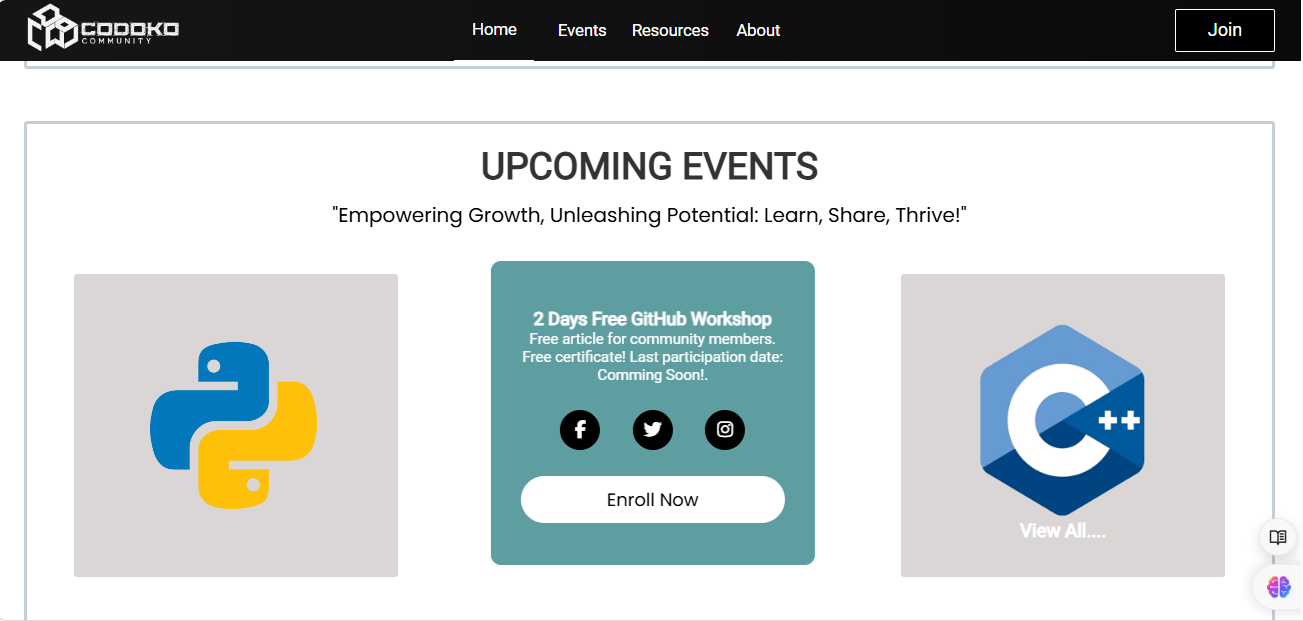 CODOKO
COMMUNITY
Home
Events
Resources
About
Join
UPCOMING EVENTS
"Empowering Growth, Unleashing Potential: Learn, Share, Thrive!"
2 Days Free GitHub Workshop
Free article for community members.
Free certificate! Last participation date:
Comming Soon!.
Enroll Now
C++
View All....